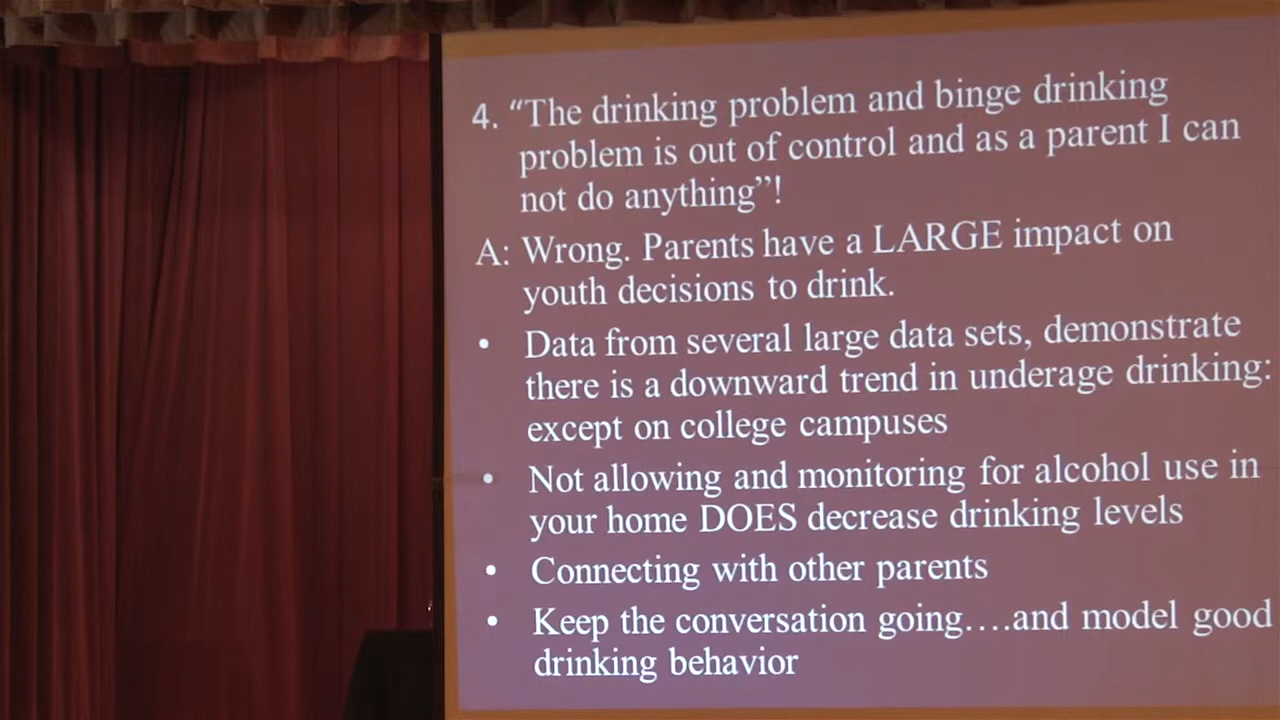 4. “The drinking problem and binge drinking
problem is out of control and as a parent I can
not do anything”!
A: Wrong. Parents have a LARGE impact on
youth decisions to drink.
• Data from several large data sets, demonstrate
there is a downward trend in underage drinking:
except on college campuses
• Not allowing and monitoring for alcohol use in
your home DOES decrease drinking levels
• Connecting with other parents
• Keep the conversation going….and model good
drinking behavior